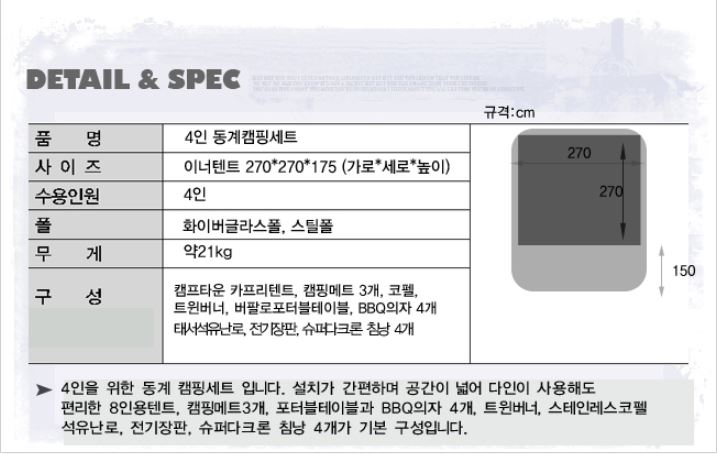 DETAIL & SPEC
규격:cm
품 명 4인 동계캠핑세트
사 이 즈 이너텐트 270*270*175 (가로*세로*높이)
수용인원 4인
폴 화이버글라스폴, 스틸폴
무 게 약21kg
구 성 캠프타운 카프리텐트, 캠핑메트 3개, 코펠,
트윈버너, 버팔로포터블테이블, BBQ의자 4개
태서석유난로, 전기장판, 슈퍼다크론 침낭 4개
270
270
150
➤ 4인을 위한 동계 캠핑세트 입니다. 설치가 간편하며 공간이 넓어 다인이 사용해도
편리한 8인용텐트, 캠핑메트3개, 포터블테이블과 BBQ의자 4개, 트윈버너, 스테인레스코펠
석유난로, 전기장판, 슈퍼다크론 침낭 4개가 기본 구성입니다.